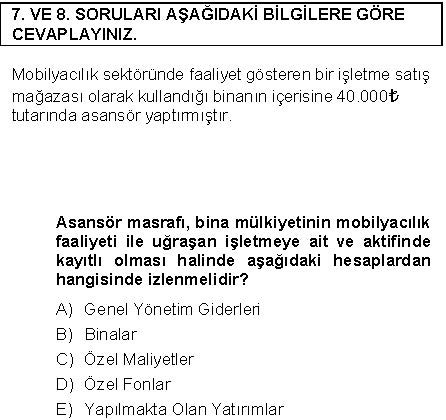 7. VE 8. SORULARI AŞAĞIDAKİ BİLGİLERE GÖRE
CEVAPLAYINIZ.
Mobilyacılık sektöründe faaliyet gösteren bir işletme satış
mağazası olarak kullandığı binanın içerisine 40.000₺
tutarında asansör yaptırmıştır.
Asansör masrafı, bina mülkiyetinin mobilyacılık
faaliyeti ile uğraşan işletmeye ait ve aktifinde
kayıtlı olması halinde aşağıdaki hesaplardan
hangisinde izlenmelidir?
A) Genel Yönetim Giderleri
B) Binalar
C) Özel Maliyetler
D) Özel Fonlar
E) Yapılmakta Olan Yatırımlar